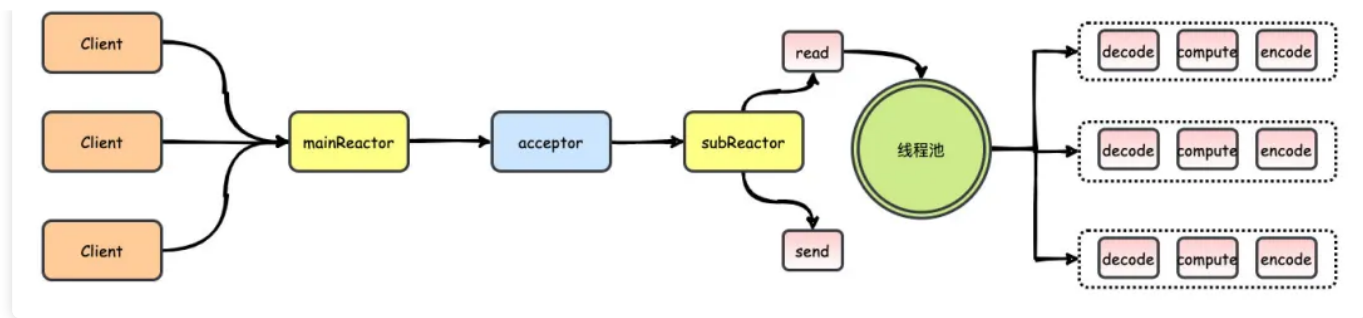 Client
Client
Client
mainReactor
acceptor
subReactor
read
send
线程池
decode compute encode
decode compute encode
decode compute encode